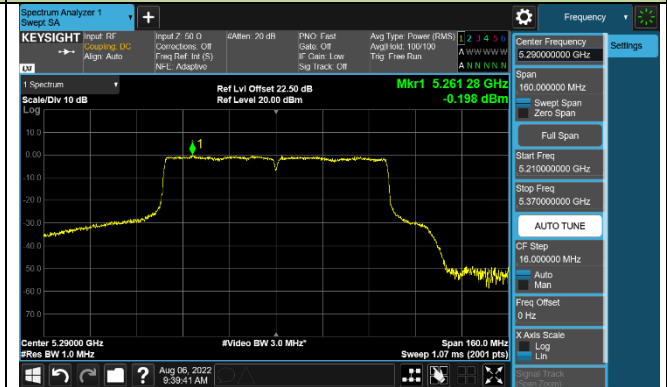 Spectrum Analyzer 1
Swept SA
+
Frequency
KEYSIGHT Input: RF
Coupling: DC
Align: Auto
LXI
Input Z: 50 Ω
Corrections: Off
Freq Ref: Int (S)
NFE: Adaptive
#Atten: 20 dB
PNO: Fast
Gate: Off
IF Gain: Low
Sig Track: Off
Avg Type: Power (RMS)
Avg|Hold: 100/100
Trig: Free Run
1 2 3 4 5 6
A W W W W W
A N N N N N
Center Frequency
5.290000000 GHz
Settings
Span
160.000000 MHz
Swept Span
Zero Span
Full Span
Start Freq
5.210000000 GHz
Stop Freq
5.370000000 GHz
AUTO TUNE
CF Step
16.000000 MHz
Auto
Man
Freq Offset
0 Hz
X Axis Scale
Log
Lin
Signal Track
(Span Zoom)
1 Spectrum
Scale/Div 10 dB
Log
Ref Lvl Offset 22.50 dB
Ref Level 20.00 dBm
Mkr1 5.261 28 GHz
-0.198 dBm
1
10.0
0.00
-10.0
-20.0
-30.0
-40.0
-50.0
-60.0
-70.0
Center 5.29000 GHz
#Res BW 1.0 MHz
#Video BW 3.0 MHz*
Span 160.0 MHz
Sweep 1.07 ms (2001 pts)
?
Aug 06, 2022
9:39:41 AM